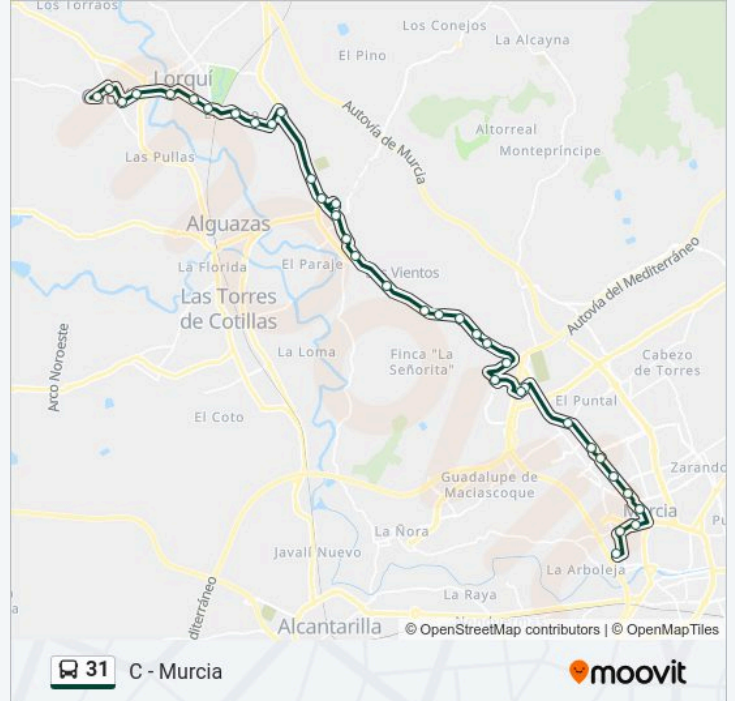 Los Torraos
Los Conejos
La Alcayna
El Pino
Lorquí
Autovía de Murcia
Altorreal
Montepríncipe
Las Pullas
Alguazas
La Florida
El Paraje
Vientos
Autovía del Mediterráneo
Las Torres
de Cotillas
Arco Noroeste
La Loma
Finca "La
Señorita"
Cabezo
de Torres
El Coto
El Puntal
Guadalupe de
Maciascoque
Zarando
Murcia
Pu
La Ñora
Javalí Nuevo
La Arboleja
diterráneo
La Raya
Alcantarilla
© OpenStreetMap contributors | © OpenMapTiles
31 C - Murcia
moovit